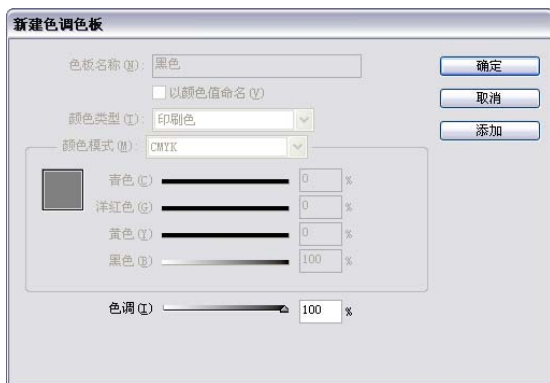 新建色调色板
色板名称(N): 黑色
以颜色值命名(V)
颜色类型(T): 印刷色
颜色模式(M): CMYK
青色(C) 0 %
洋红色(G) 0 %
黄色(Y) 0 %
黑色(B) 100 %
色调(I) 100 %
确定
取消
添加